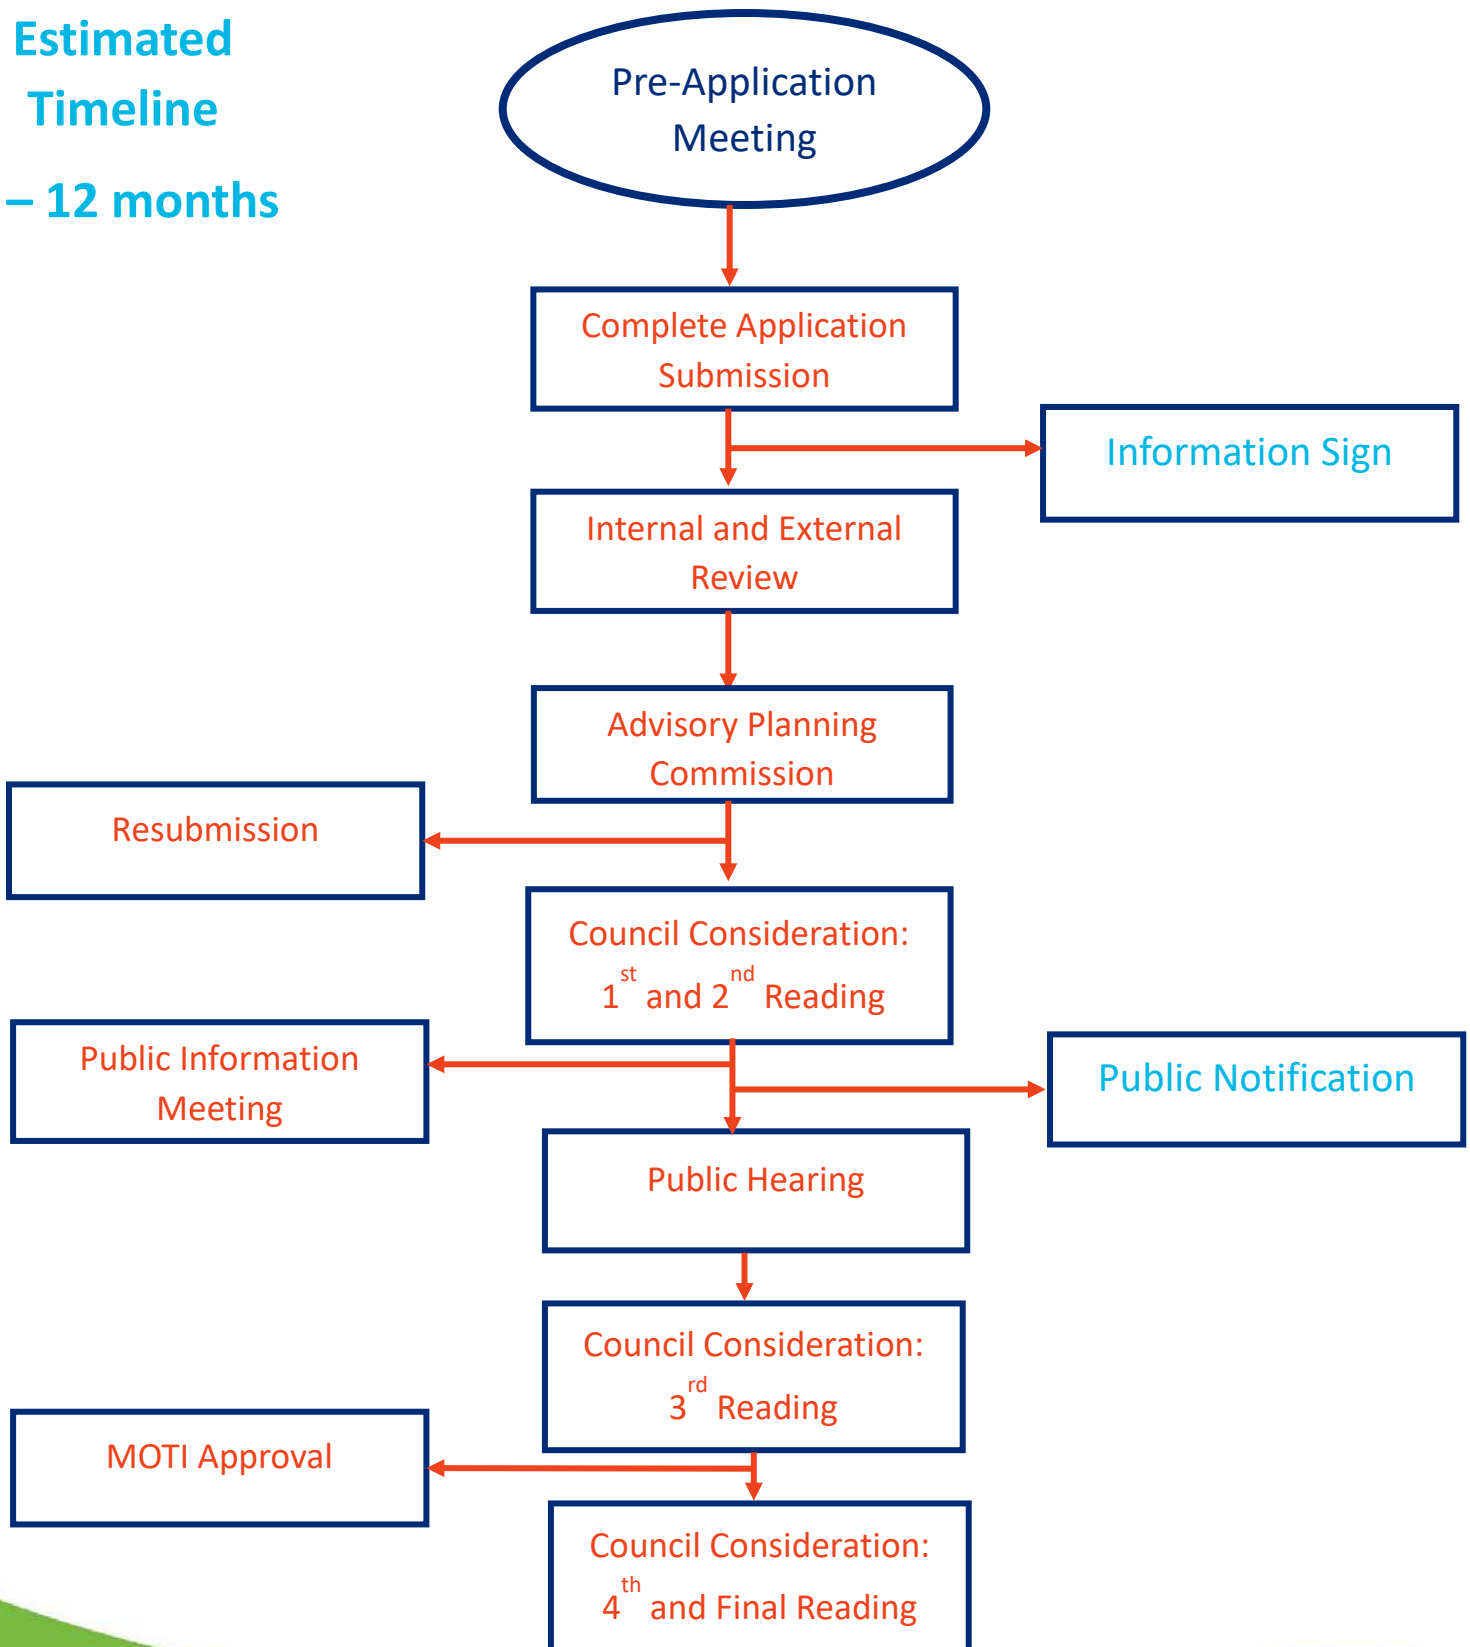 Estimated
Timeline
– 12 months
Pre-Application
Meeting
Complete Application
Submission
Information Sign
Internal and External
Review
Advisory Planning
Commission
Resubmission
Council Consideration:
1st and 2nd Reading
Public Information
Meeting
Public Notification
Public Hearing
Council Consideration:
3rd Reading
MOTI Approval
Council Consideration:
4th and Final Reading